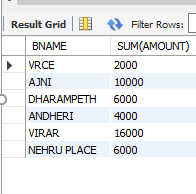 Result Grid Filter Rows:
BNAME SUM(AMOUNT)
VRCE 2000
AJNI 10000
DHARAMPETH 6000
ANDHERI 4000
VIRAR 16000
NEHRU PLACE 6000